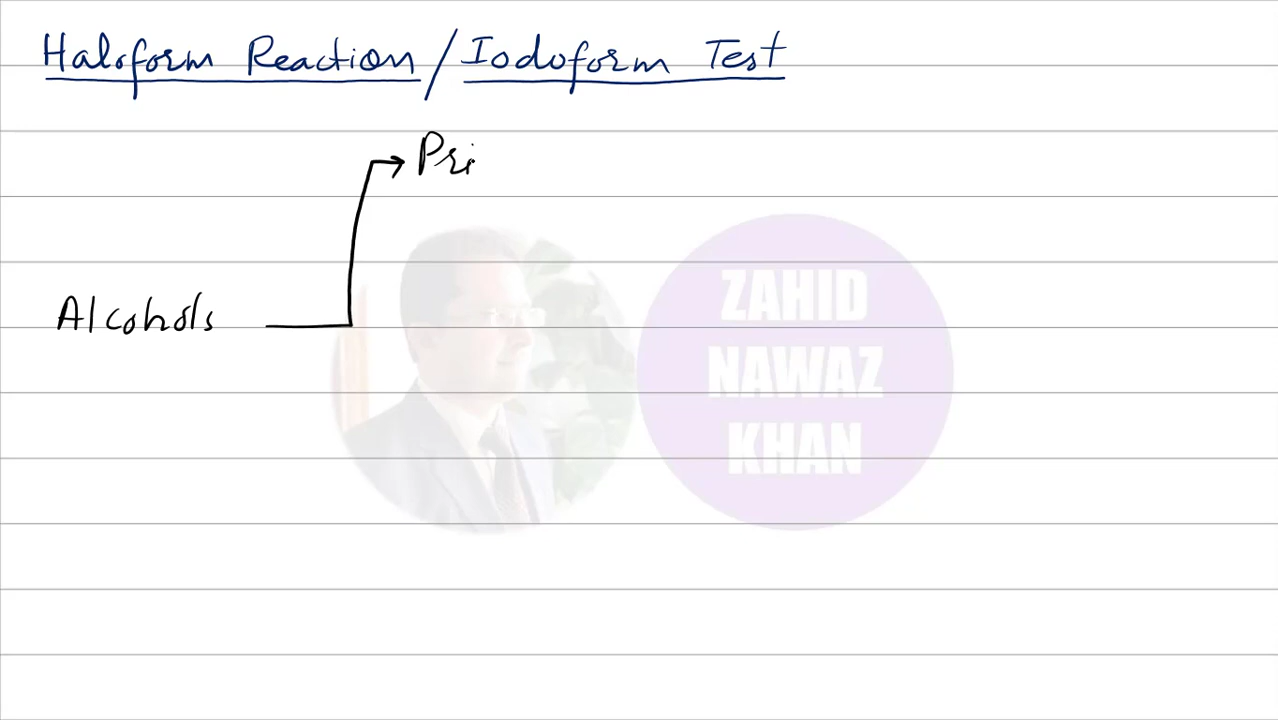 Haloform Reaction / Iodoform Test
Pri
Alcohols
ZAHID
NAWAZ
KHAN